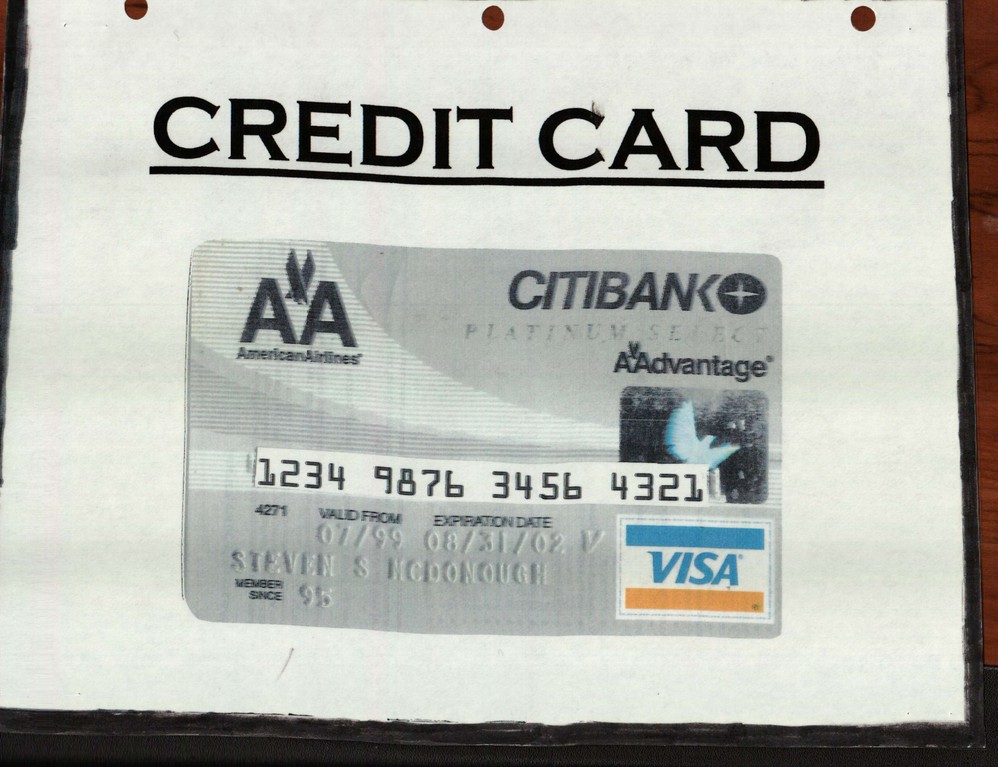 CREDIT CARD
AA
AmericanAirlines®
CITIBANK
PLATINUM SELECT
AAdvantage®
1234 9876 3456 4321
4271 VALID FROM EXPIRATION DATE
07/99 08/31/02 V
STEVEN S MCDONOUGH
MEMBER
SINCE 95
VISA®